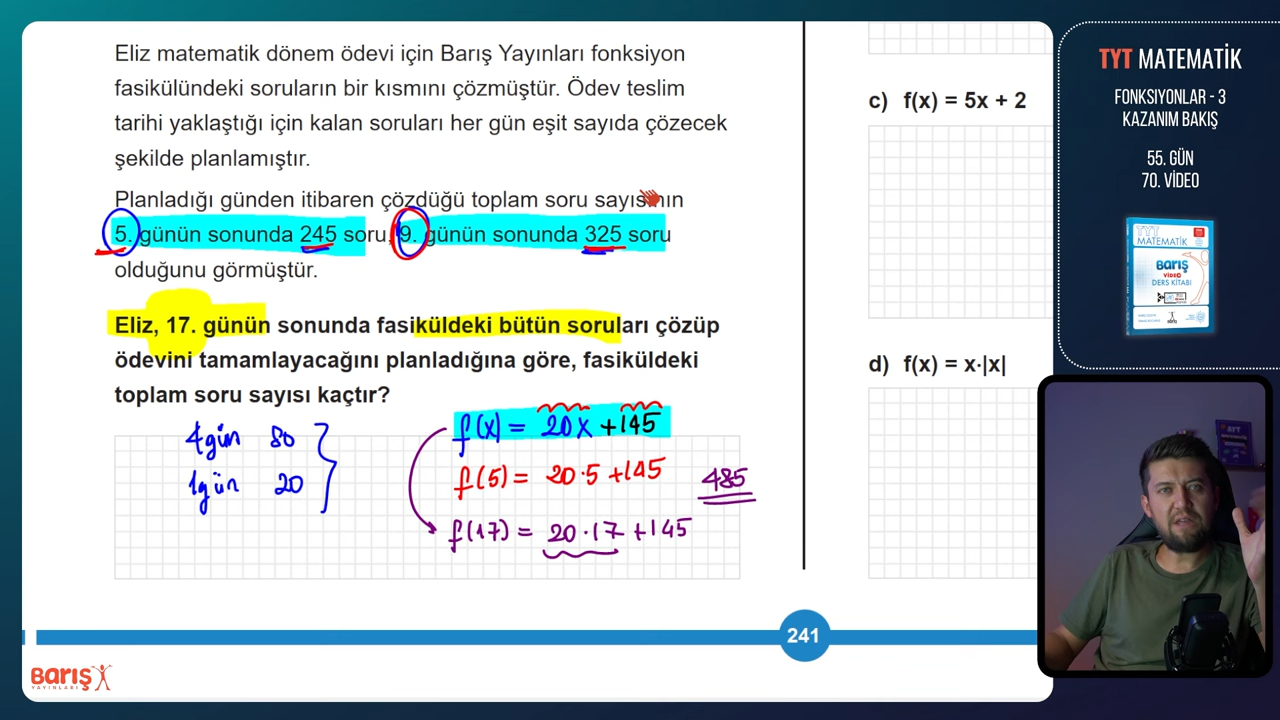 Eliz matematik dönem ödevi için Barış Yayınları fonksiyon
fasikülündeki soruların bir kısmını çözmüştür. Ödev teslim
tarihi yaklaştığı için kalan soruları her gün eşit sayıda çözecek
şekilde planlamıştır.
Planladığı günden itibaren çözdüğü toplam soru sayısının
5. günün sonunda 245 soru, 9. günün sonunda 325 soru
olduğunu görmüştür.
Eliz, 17. günün sonunda fasiküldeki bütün soruları çözüp
ödevini tamamlayacağını planladığına göre, fasiküldeki
toplam soru sayısı kaçtır?
4gün 80
1gün 20
f(x) = 20x +145
f(5) = 20·5 +145
f(17) = 20·17 +145
485
c) f(x) = 5x + 2
d) f(x) = x·|x|
241
Barış
YAYINLARI
TYT MATEMATİK
FONKSIYONLAR - 3
KAZANIM BAKIŞ
55. GÜN
70. VİDEO
TYT
MATEMATİK
Barış
VİDEO
DERS KİTABI